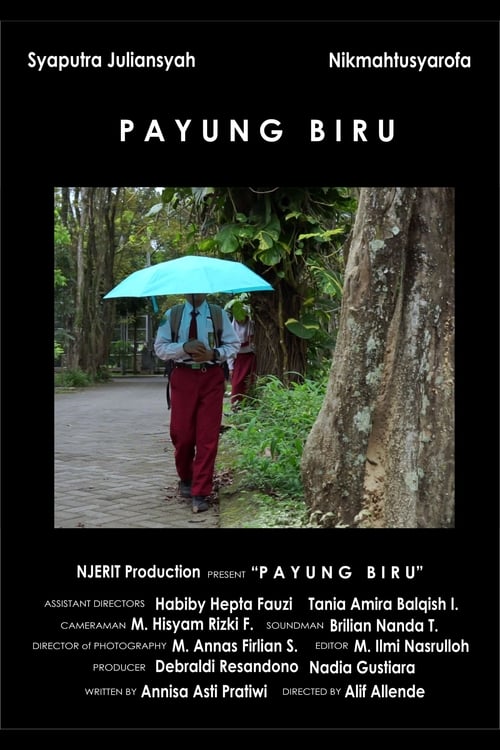 Syaputra Juliansyah Nikmahtusyarofa
PAYUNG BIRU
NJERIT Production PRESENT “PAYUNG BIRU”
ASSISTANT DIRECTORS Habiby Hepta Fauzi Tania Amira Balqish I.
CAMERAMAN M. Hisyam Rizki F. SOUNDMAN Brilian Nanda T.
DIRECTOR of PHOTOGRAPHY M. Annas Firlian S. EDITOR M. Ilmi Nasrulloh
PRODUCER Debraldi Resandono Nadia Gustiara
WRITTEN BY Annisa Asti Pratiwi DIRECTED BY Alif Allende